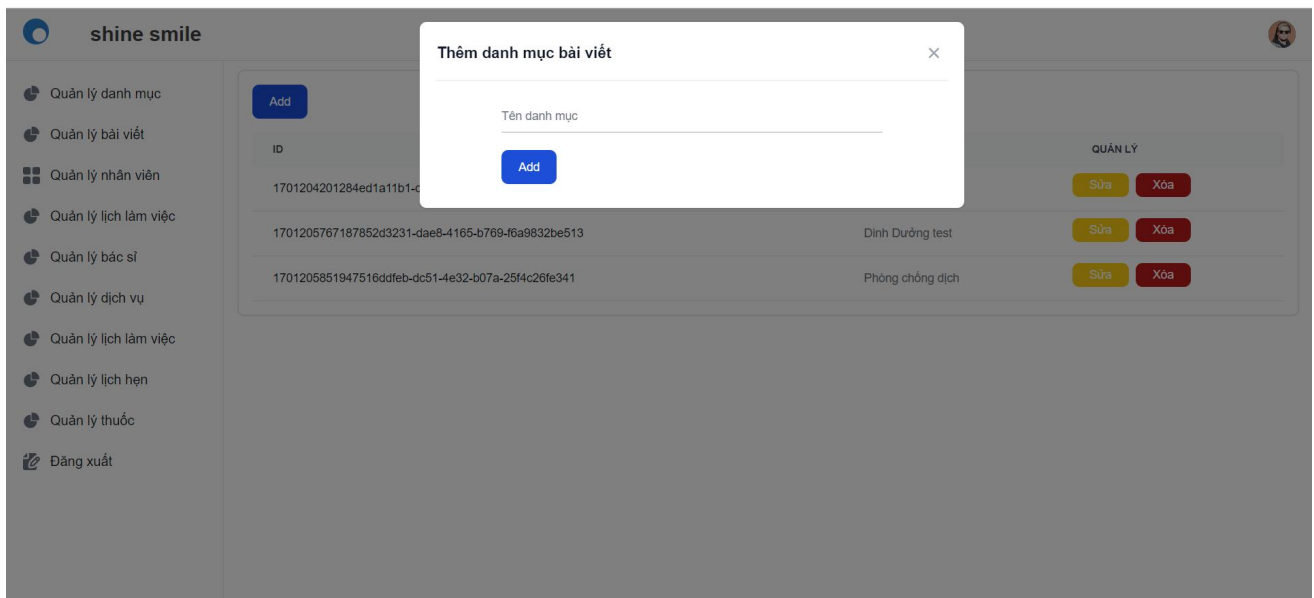 shine smile
Thêm danh mục bài viết
Tên danh mục
Add
Quản lý danh mục
Quản lý bài viết
Quản lý nhân viên
Quản lý lịch làm việc
Quản lý bác sĩ
Quản lý dịch vụ
Quản lý lịch làm việc
Quản lý lịch hẹn
Quản lý thuốc
Đăng xuất
Add
ID QUẢN LÝ
Sửa Xóa
1701205767187852d3231-dae8-4165-b769-f6a9832be513 Dinh Dưởng test Sửa Xóa
1701205851947516ddfeb-dc51-4e32-b07a-25f4c26fe341 Phòng chống dịch Sửa Xóa